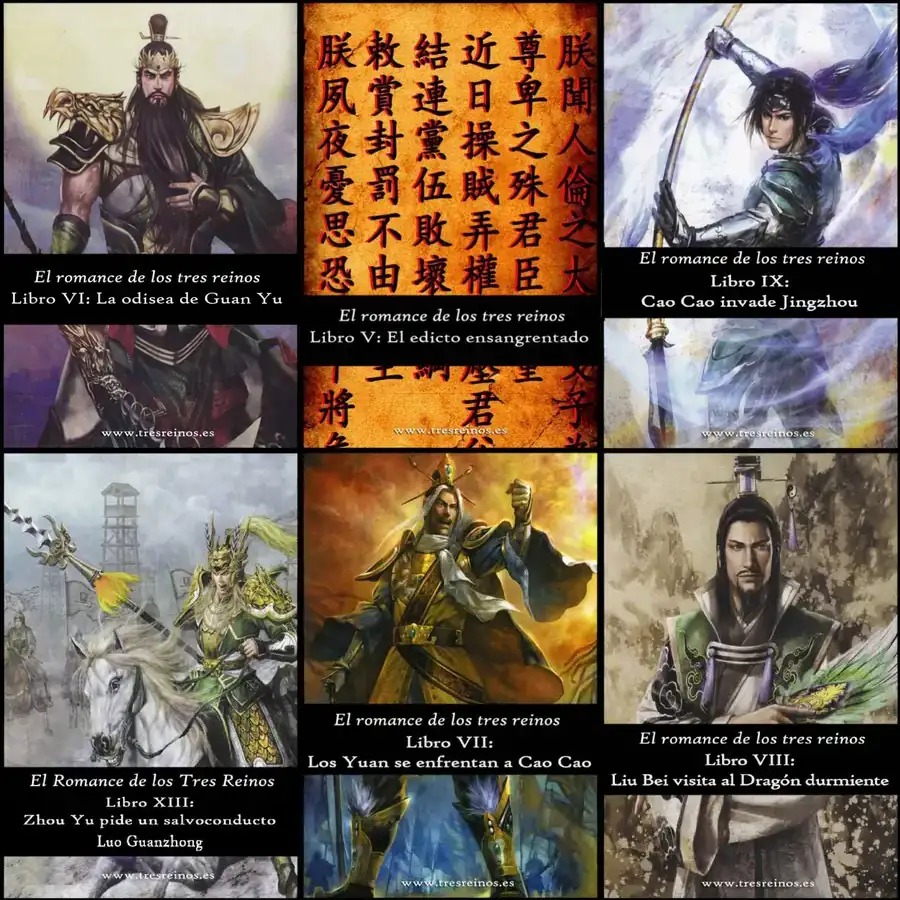 El romance de los tres reinos
Libro VI: La odisea de Guan Yu
www.tresreinos.es
朕聞人倫之大
尊卑之殊君臣
近日操賊弄權
結連黨伍敗壞
敕賞封罰不由
朕夙夜憂思恐
El romance de los tres reinos
Libro V: El edicto ensangrentado
子
壓君
綱
將
www.tresreinos.es
El romance de los tres reinos
Libro IX:
Cao Cao invade Jingzhou
www.tresreinos.es
El Romance de los Tres Reinos
Libro XIII:
Zhou Yu pide un salvoconducto
Luo Guanzhong
www.tresreinos.es
El romance de los tres reinos
Libro VII:
Los Yuan se enfrentan a Cao Cao
www.tresreinos.es
El romance de los tres reinos
Libro VIII:
Liu Bei visita al Dragón durmiente
www.tresreinos.es